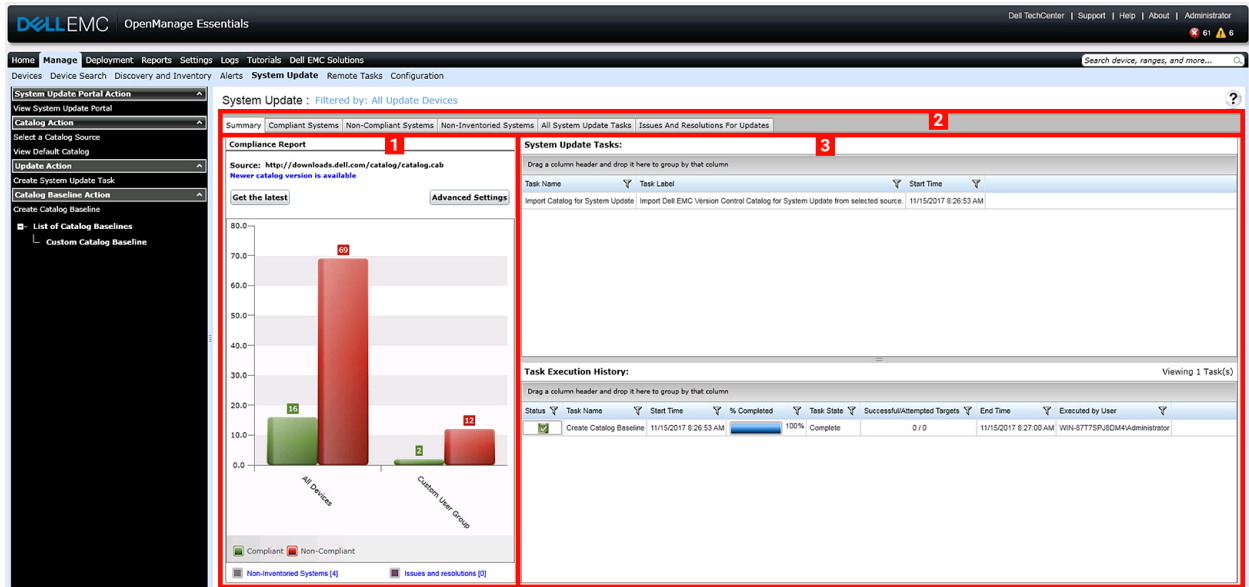 DELLEMC OpenManage Essentials
Dell TechCenter | Support | Help | About | Administrator
61 6
Home Manage Deployment Reports Settings Logs Tutorials Dell EMC Solutions
Search device, ranges, and more...
Devices Device Search Discovery and Inventory Alerts System Update Remote Tasks Configuration
System Update Portal Action
View System Update Portal
Catalog Action
Select a Catalog Source
View Default Catalog
Update Action
Create System Update Task
Catalog Baseline Action
Create Catalog Baseline
List of Catalog Baselines
Custom Catalog Baseline
System Update : Filtered by: All Update Devices
?
Summary Compliant Systems Non-Compliant Systems Non-Inventoried Systems All System Update Tasks Issues And Resolutions For Updates
2
Compliance Report
1
Source: http://downloads.dell.com/catalog/catalog.cab
Newer catalog version is available
Get the latest Advanced Settings
80.0
70.0
60.0
50.0
40.0
30.0
20.0
10.0
0.0
69
16
12
2
All Devices
Custom User Group
Compliant Non-Compliant
Non-Inventoried Systems [4] Issues and resolutions [0]
System Update Tasks:
3
Drag a column header and drop it here to group by that column
Task Name Task Label Start Time
Import Catalog for System Update Import Dell EMC Version Control Catalog for System Update from selected source. 11/15/2017 8:26:53 AM
Task Execution History:
Viewing 1 Task(s)
Drag a column header and drop it here to group by that column
Status Task Name Start Time % Completed Task State Successful/Attempted Targets End Time Executed by User
Create Catalog Baseline 11/15/2017 8:26:53 AM 100% Complete 0 / 0 11/15/2017 8:27:00 AM WIN-87T7SPJ8DM4\Administrator